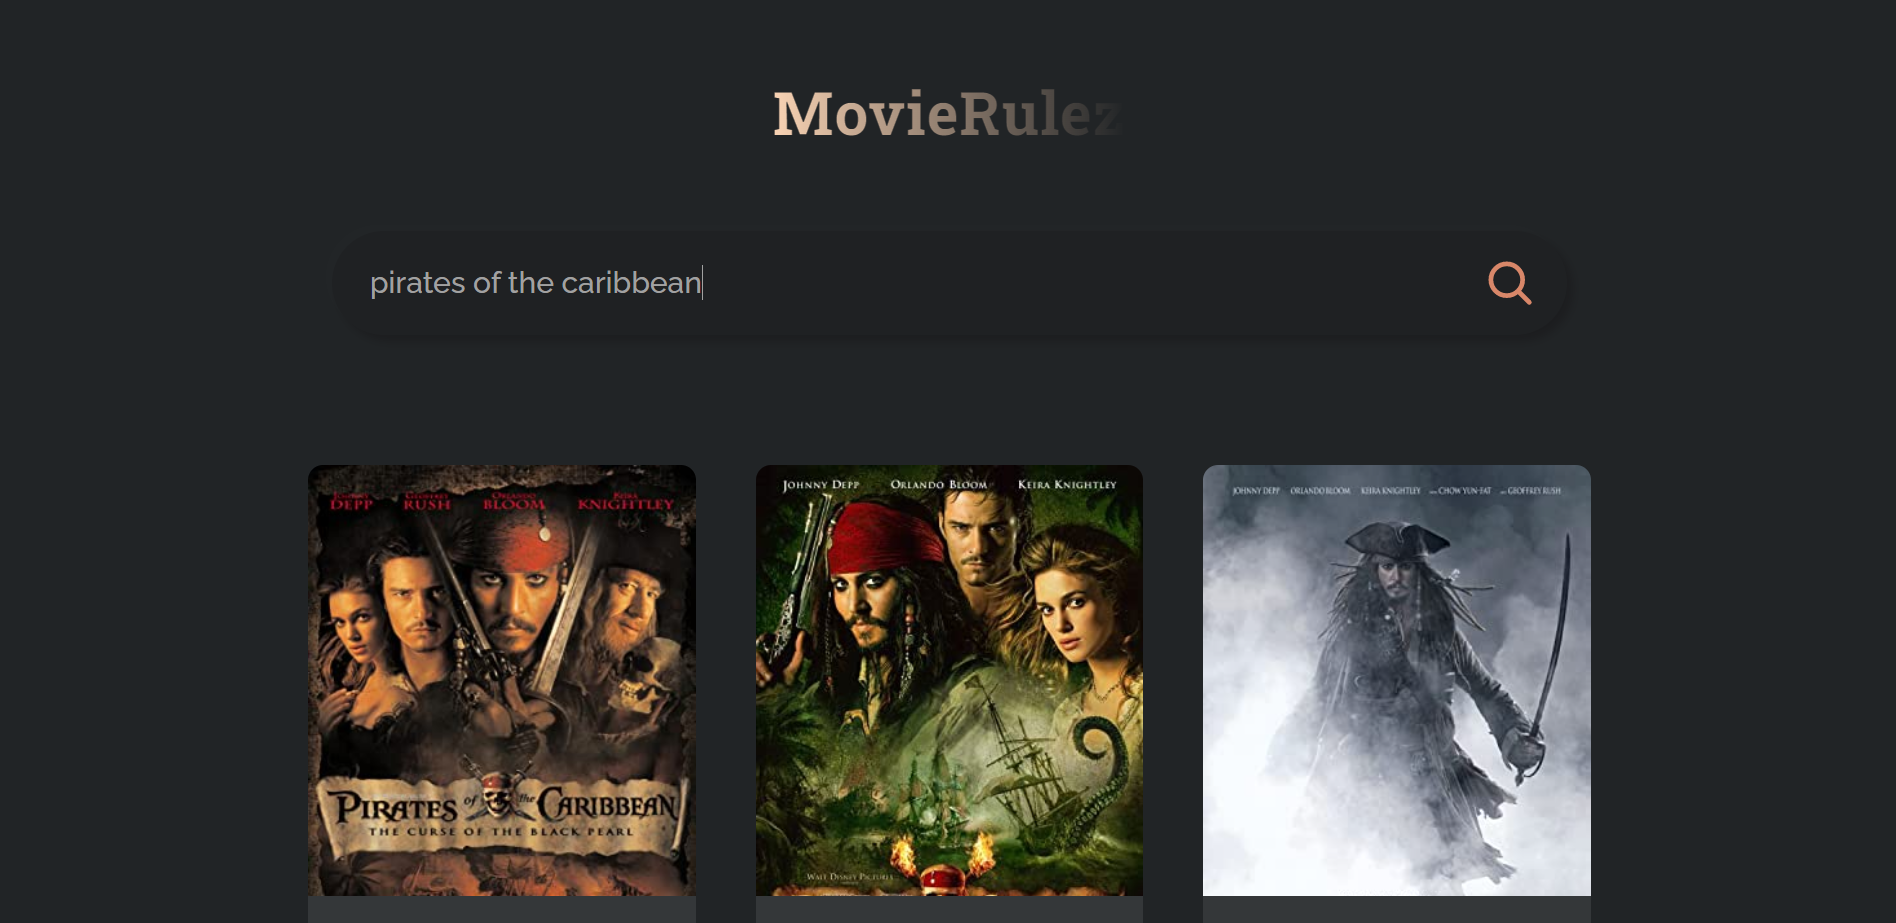 MovieRulez
pirates of the caribbean
JOHNNY DEPP GEOFFREY RUSH ORLANDO BLOOM KEIRA KNIGHTLEY
PIRATES of the CARIBBEAN
THE CURSE OF THE BLACK PEARL
JOHNNY DEPP ORLANDO BLOOM KEIRA KNIGHTLEY
WALT DISNEY PICTURES
JOHNNY DEPP ORLANDO BLOOM KEIRA KNIGHTLEY CHOW YUN-FAT GEOFFREY RUSH